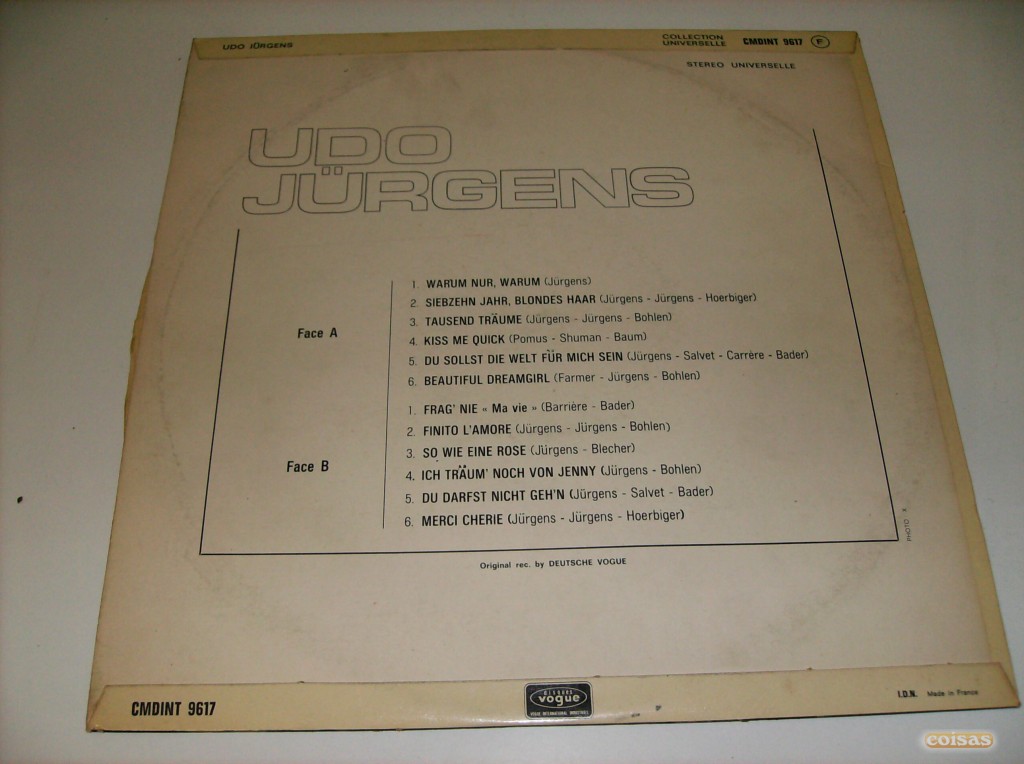 UDO JÜRGENS
COLLECTION UNIVERSELLE CMDINT 9617 F
STEREO UNIVERSELLE
UDO
JÜRGENS
Face A
1. WARUM NUR, WARUM (Jürgens)
2. SIEBZEHN JAHR, BLONDES HAAR (Jürgens - Jürgens - Hoerbiger)
3. TAUSEND TRÄUME (Jürgens - Jürgens - Bohlen)
4. KISS ME QUICK (Pomus - Shuman - Baum)
5. DU SOLLST DIE WELT FÜR MICH SEIN (Jürgens - Salvet - Carrère - Bader)
6. BEAUTIFUL DREAMGIRL (Farmer - Jürgens - Bohlen)
Face B
1. FRAG' NIE « Ma vie » (Barrière - Bader)
2. FINITO L'AMORE (Jürgens - Jürgens - Bohlen)
3. SO WIE EINE ROSE (Jürgens - Blecher)
4. ICH TRÄUM' NOCH VON JENNY (Jürgens - Bohlen)
5. DU DARFST NICHT GEH'N (Jürgens - Salvet - Bader)
6. MERCI CHERIE (Jürgens - Jürgens - Hoerbiger)
PHOTO X.
Original rec. by DEUTSCHE VOGUE
CMDINT 9617
DISQUES
vogue
VOGUE INTERNATIONAL INDUSTRIES
I.D.N. Made in France
coisas